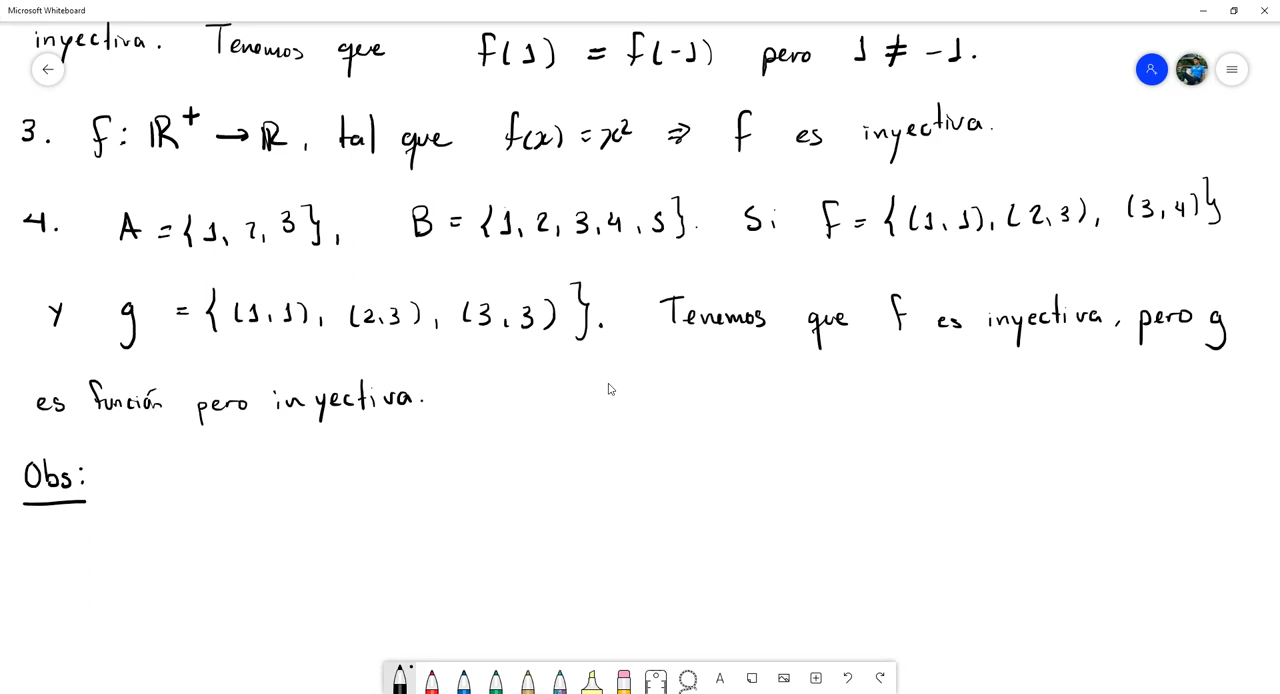 Microsoft Whiteboard
inyectiva. Tenemos que f(1) = f(-1) pero 1 ≠ -1.
3. f: ℝ⁺ → ℝ, tal que f(x) = x² ⇒ f es inyectiva.
4. A = {1, 2, 3}, B = {1, 2, 3, 4, 5}. Si f = {(1,1), (2,3), (3,4)}
y g = {(1,1), (2,3), (3,3)}. Tenemos que f es inyectiva, pero g
es función pero inyectiva.
Obs:
A